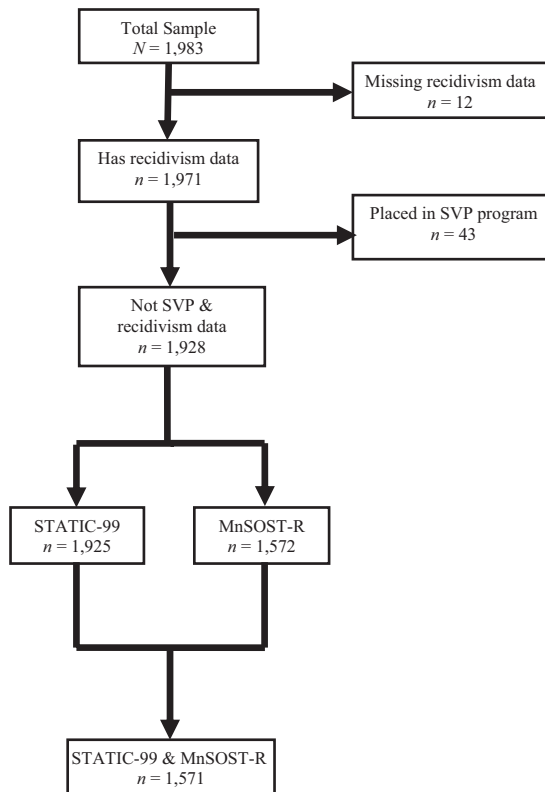 Total Sample
N = 1,983
Missing recidivism data
n = 12
Has recidivism data
n = 1,971
Placed in SVP program
n = 43
Not SVP &
recidivism data
n = 1,928
STATIC-99
n = 1,925
MnSOST-R
n = 1,572
STATIC-99 & MnSOST-R
n = 1,571